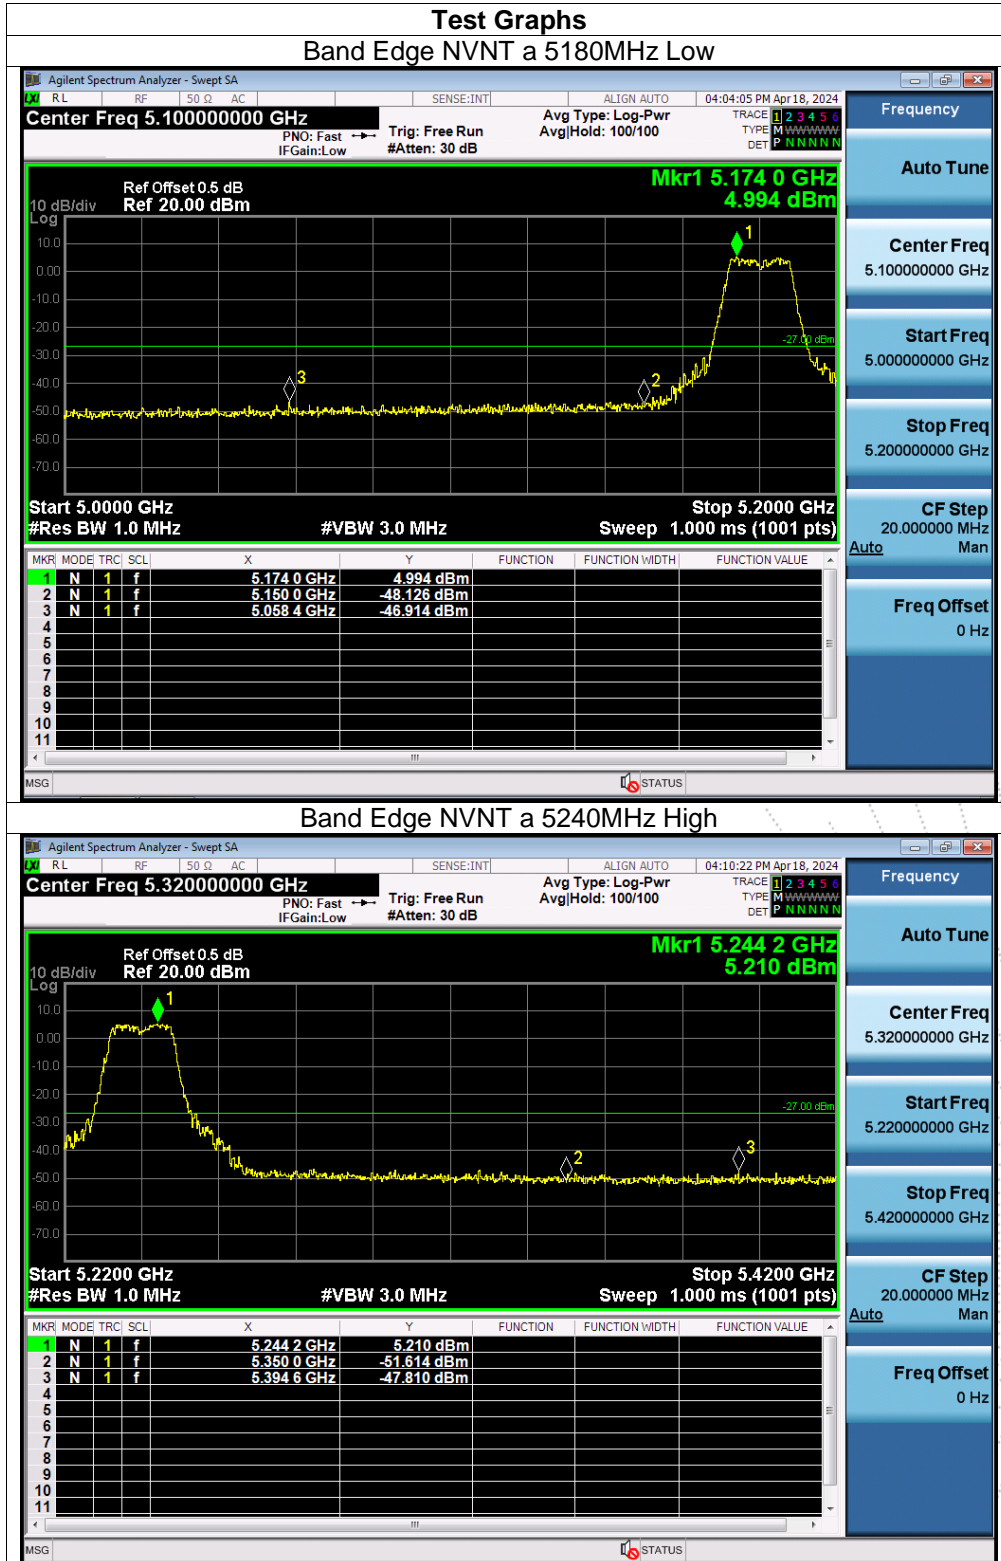 Test Graphs
Band Edge NVNT a 5180MHz Low
Agilent Spectrum Analyzer - Swept SA
LXI RL RF 50 Ω AC SENSE:INT ALIGN AUTO 04:04:05 PM Apr 18, 2024
Center Freq 5.100000000 GHz
PNO: Fast
IFGain:Low
Trig: Free Run
#Atten: 30 dB
Avg Type: Log-Pwr
Avg|Hold: 100/100
TRACE 1 2 3 4 5 6
TYPE M WWWWW
DET P N N N N N
Frequency
Auto Tune
Center Freq
5.100000000 GHz
Start Freq
5.000000000 GHz
Stop Freq
5.200000000 GHz
CF Step
20.000000 MHz
Auto Man
Freq Offset
0 Hz
Mkr1 5.174 0 GHz
4.994 dBm
Ref Offset 0.5 dB
10 dB/div Ref 20.00 dBm
Log
10.0
0.00
-10.0
-20.0
-30.0
-40.0
-50.0
-60.0
-70.0
1
-27.00 dBm
3
2
Start 5.0000 GHz Stop 5.2000 GHz
#Res BW 1.0 MHz #VBW 3.0 MHz Sweep 1.000 ms (1001 pts)
MKR MODE TRC SCL X Y FUNCTION FUNCTION WIDTH FUNCTION VALUE
1 N 1 f 5.174 0 GHz 4.994 dBm
2 N 1 f 5.150 0 GHz -48.126 dBm
3 N 1 f 5.058 4 GHz -46.914 dBm
4
5
6
7
8
9
10
11
MSG STATUS
Band Edge NVNT a 5240MHz High
Agilent Spectrum Analyzer - Swept SA
LXI RL RF 50 Ω AC SENSE:INT ALIGN AUTO 04:10:22 PM Apr 18, 2024
Center Freq 5.320000000 GHz
PNO: Fast
IFGain:Low
Trig: Free Run
#Atten: 30 dB
Avg Type: Log-Pwr
Avg|Hold: 100/100
TRACE 1 2 3 4 5 6
TYPE M WWWWW
DET P N N N N N
Frequency
Auto Tune
Center Freq
5.320000000 GHz
Start Freq
5.220000000 GHz
Stop Freq
5.420000000 GHz
CF Step
20.000000 MHz
Auto Man
Freq Offset
0 Hz
Mkr1 5.244 2 GHz
5.210 dBm
Ref Offset 0.5 dB
10 dB/div Ref 20.00 dBm
Log
10.0
0.00
-10.0
-20.0
-30.0
-40.0
-50.0
-60.0
-70.0
1
-27.00 dBm
2
3
Start 5.2200 GHz Stop 5.4200 GHz
#Res BW 1.0 MHz #VBW 3.0 MHz Sweep 1.000 ms (1001 pts)
MKR MODE TRC SCL X Y FUNCTION FUNCTION WIDTH FUNCTION VALUE
1 N 1 f 5.244 2 GHz 5.210 dBm
2 N 1 f 5.350 0 GHz -51.614 dBm
3 N 1 f 5.394 6 GHz -47.810 dBm
4
5
6
7
8
9
10
11
MSG STATUS